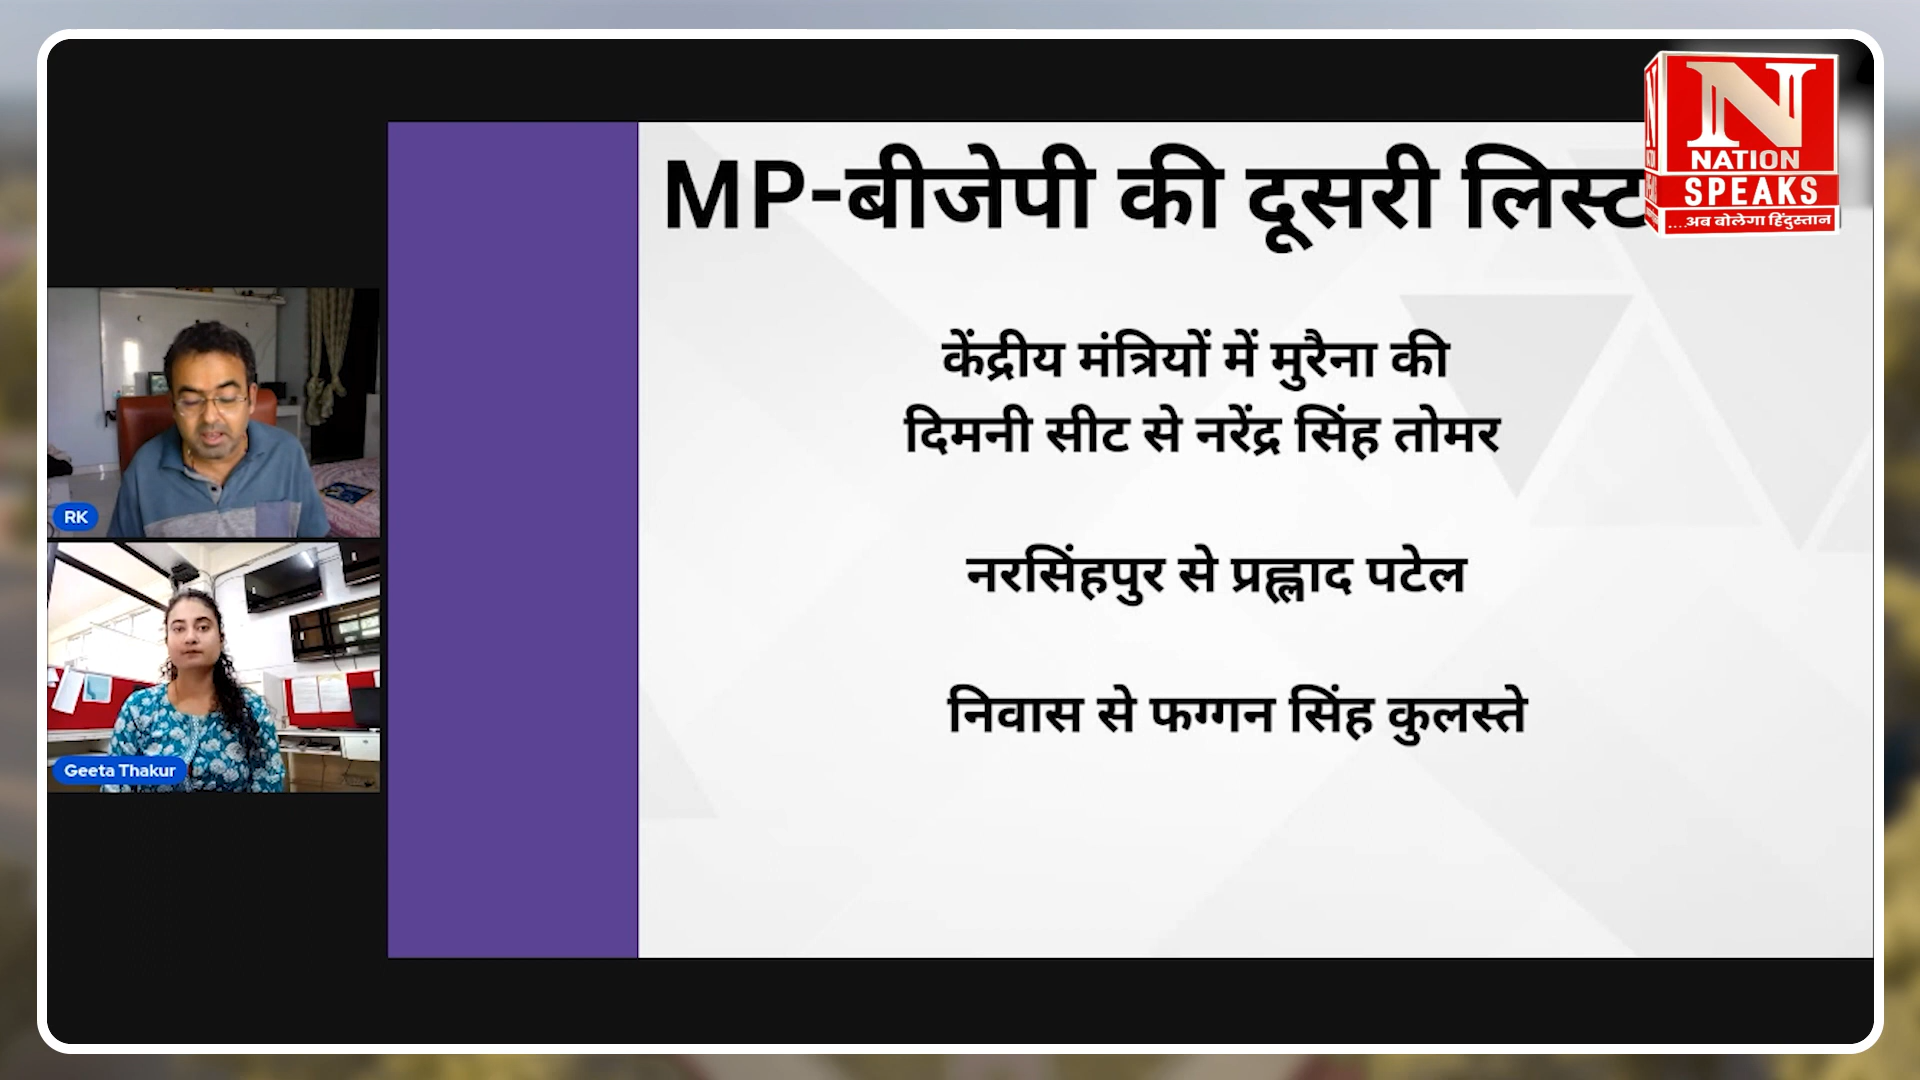 MP-बीजेपी की दूसरी लिस्ट
केंद्रीय मंत्रियों में मुरैना की
दिमनी सीट से नरेंद्र सिंह तोमर
नरसिंहपुर से प्रह्लाद पटेल
निवास से फग्गन सिंह कुलस्ते
N
NATION
SPEAKS
....अब बोलेगा हिंदुस्तान
RK
Geeta Thakur